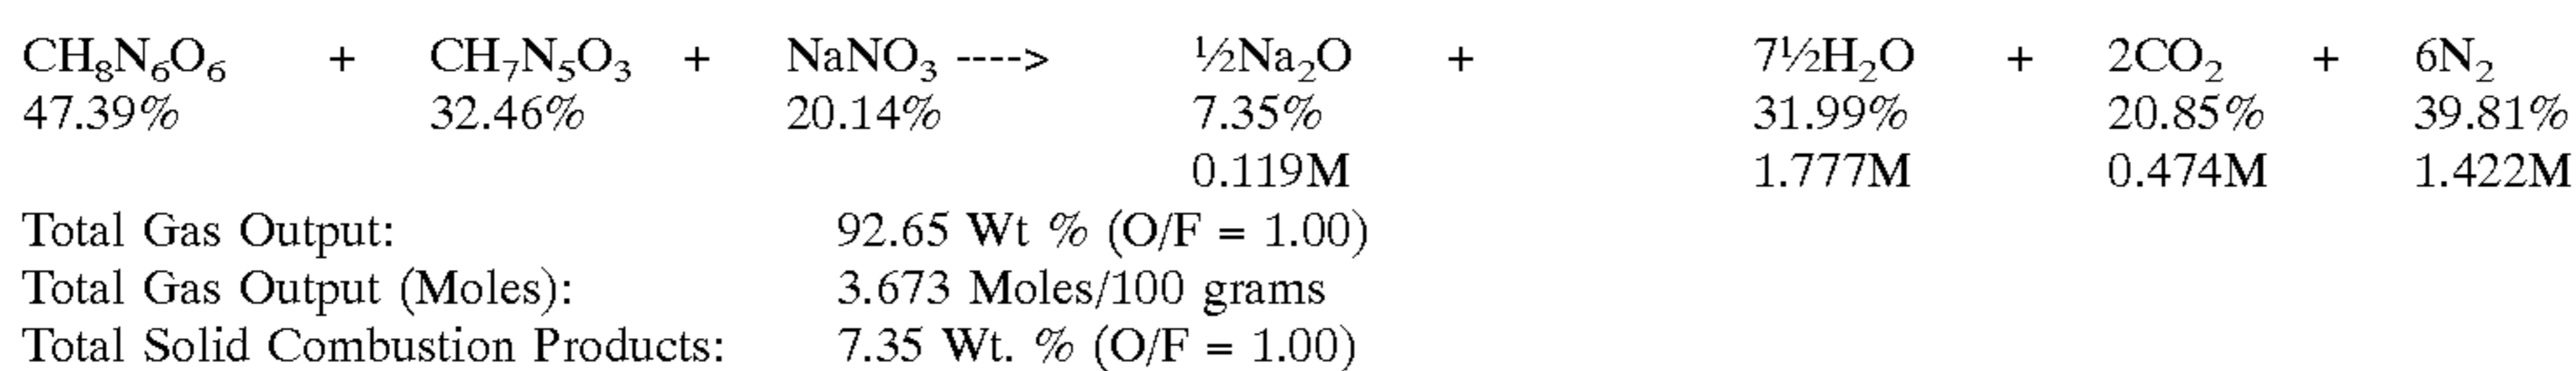 CH₈N₆O₆ + CH₇N₅O₃ + NaNO₃ ----> ½Na₂O + 7½H₂O + 2CO₂ + 6N₂
47.39% 32.46% 20.14% 7.35% 31.99% 20.85% 39.81%
0.119M 1.777M 0.474M 1.422M
Total Gas Output: 92.65 Wt % (O/F = 1.00)
Total Gas Output (Moles): 3.673 Moles/100 grams
Total Solid Combustion Products: 7.35 Wt. % (O/F = 1.00)